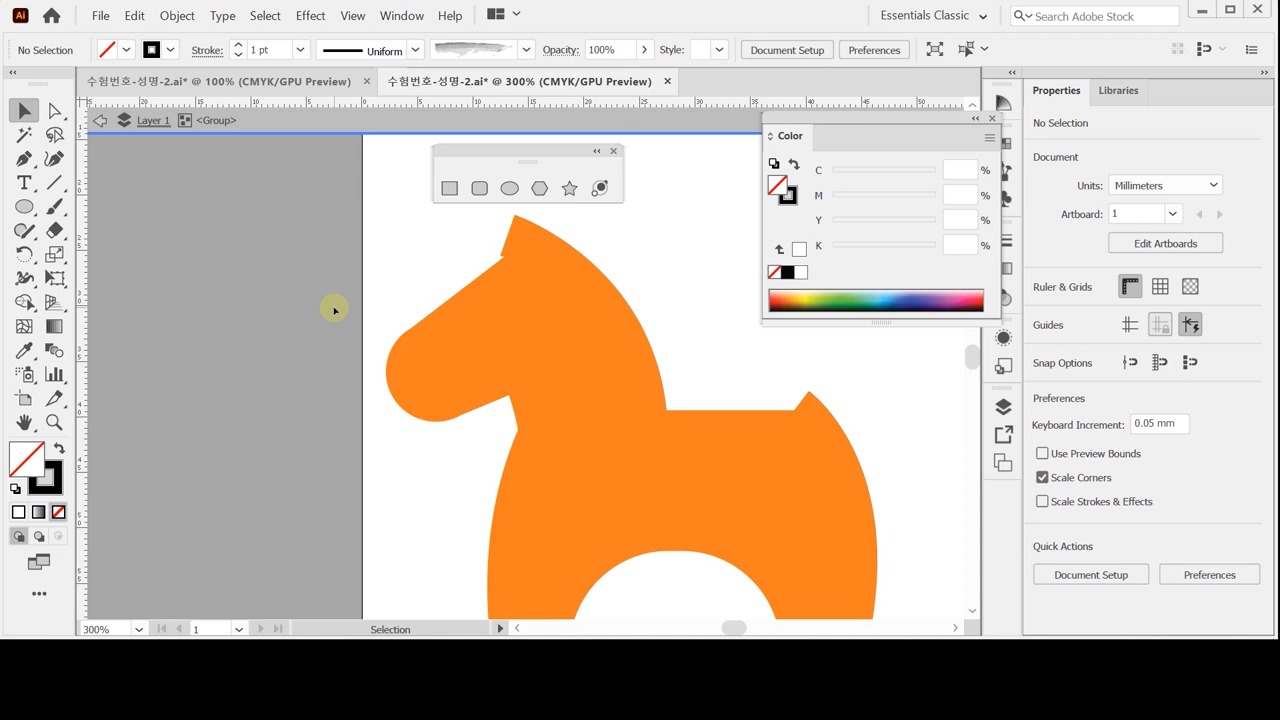 Ai File Edit Object Type Select Effect View Window Help Essentials Classic Search Adobe Stock
No Selection Stroke: 1 pt Uniform Opacity: 100% Style: Document Setup Preferences
수험번호-성명-2.ai* @ 100% (CMYK/GPU Preview) 수험번호-성명-2.ai* @ 300% (CMYK/GPU Preview)
Properties Libraries
Layer 1 <Group>
No Selection
Color
Document
C %
Units: Millimeters
M %
Artboard: 1
Y %
K %
Edit Artboards
Ruler & Grids
Guides
Snap Options
Preferences
Keyboard Increment: 0.05 mm
Use Preview Bounds
Scale Corners
Scale Strokes & Effects
Quick Actions
Document Setup Preferences
300% 1 Selection